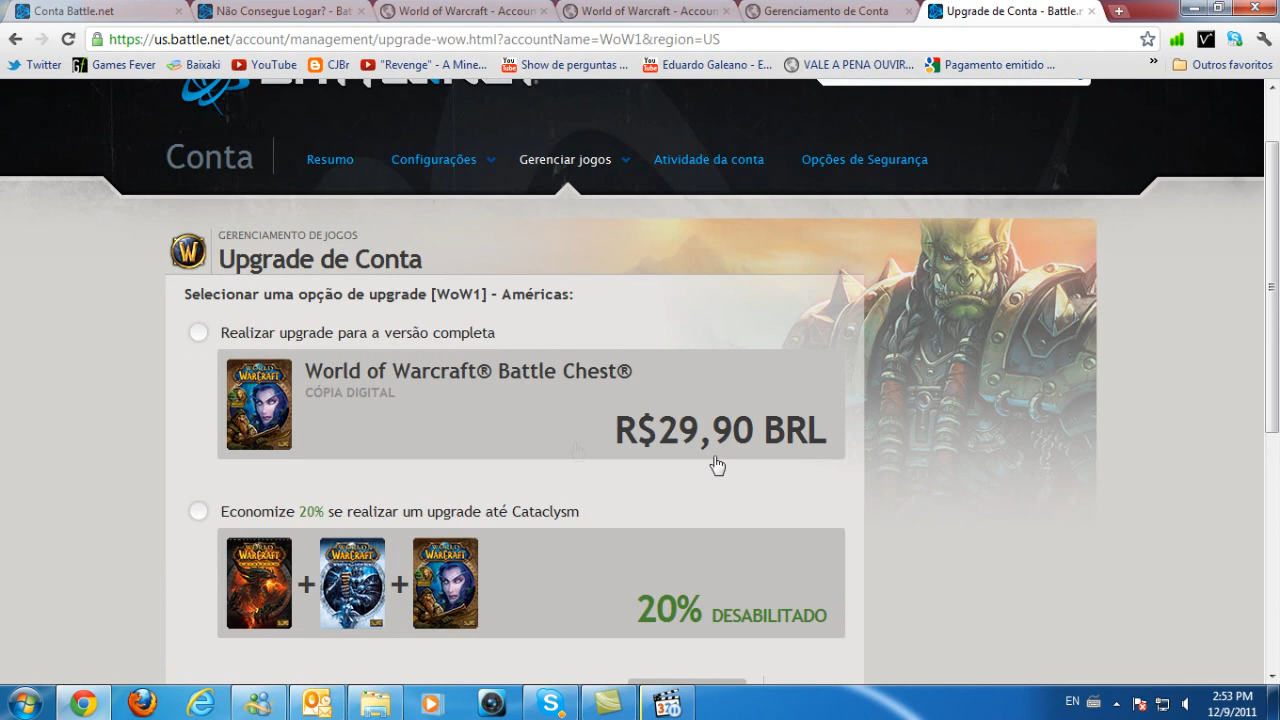 Conta Battle.net
Não Consegue Logar? - Bat
World of Warcraft - Accoun
World of Warcraft - Accoun
Gerenciamento de Conta
Upgrade de Conta - Battle.r
https://us.battle.net/account/management/upgrade-wow.html?accountName=WoW1&region=US
Twitter
Games Fever
Baixaki
YouTube
CJBr
"Revenge" - A Mine...
Show de perguntas ...
Eduardo Galeano - E...
VALE A PENA OUVIR...
Pagamento emitido ...
»
Outros favoritos
Conta
Resumo
Configurações
Gerenciar jogos
Atividade da conta
Opções de Segurança
GERENCIAMENTO DE JOGOS
Upgrade de Conta
Selecionar uma opção de upgrade [WoW1] - Américas:
Realizar upgrade para a versão completa
World of Warcraft® Battle Chest®
CÓPIA DIGITAL
WORLD WARCRAFT
R$29,90 BRL
Economize 20% se realizar um upgrade até Cataclysm
WARCRAFT
+
WARCRAFT
+
WARCRAFT
20% DESABILITADO
EN
2:53 PM
12/9/2011